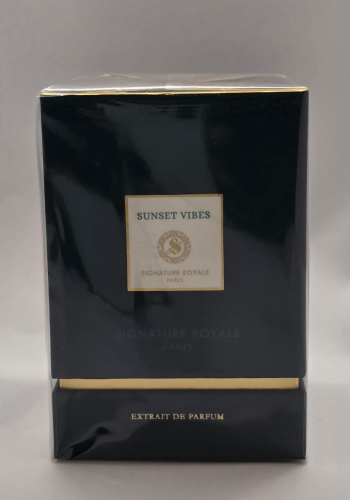 SUNSET VIBES
S
SIGNATURE ROYALE
PARIS
SIGNATURE ROYALE
PARIS
EXTRAIT DE PARFUM